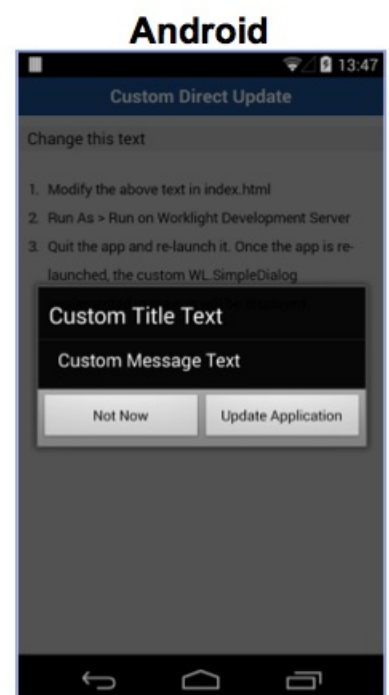 Android
13:47
Custom Direct Update
Change this text
1. Modify the above text in index.html
2. Run As > Run on Worklight Development Server
3. Quit the app and re-launch it. Once the app is re-
launched, the custom WL.SimpleDialog
Custom Title Text
Custom Message Text
Not Now
Update Application